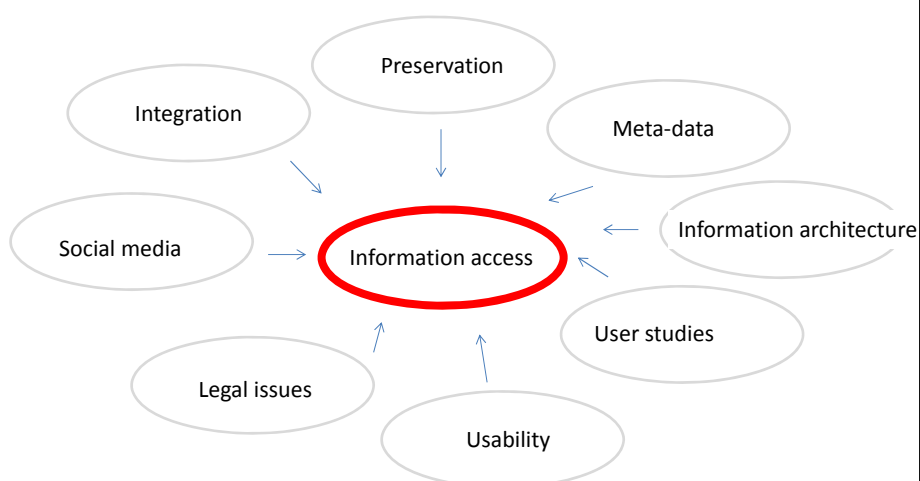 Preservation
Integration
Meta-data
Information architecture
Social media
Information access
User studies
Legal issues
Usability